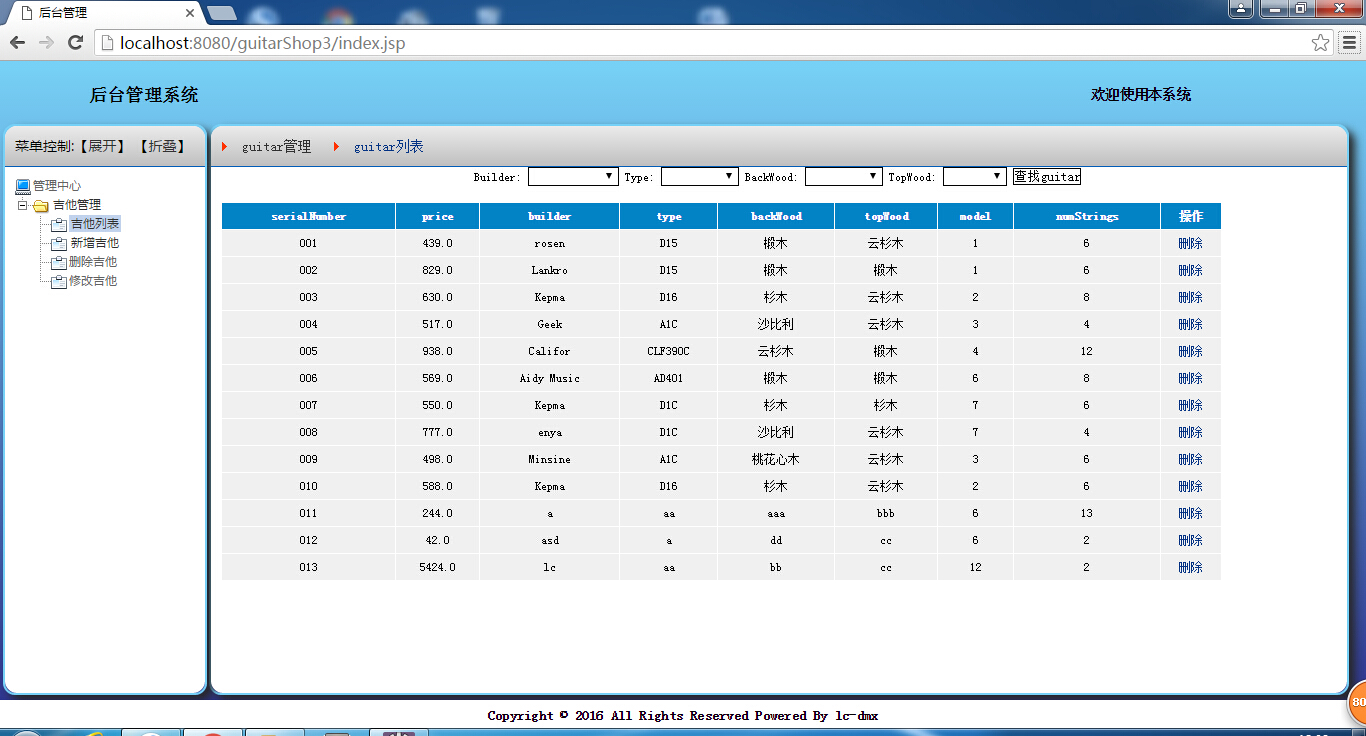 后台管理
localhost:8080/guitarShop3/index.jsp
后台管理系统 欢迎使用本系统
菜单控制:【展开】 【折叠】
guitar管理 guitar列表
管理中心
吉他管理
吉他列表
新增吉他
删除吉他
修改吉他
Builder: Type: BackWood: TopWood: 查找guitar
serialNumber price builder type backWood topWood model numStrings 操作
001 439.0 rosen D15 椴木 云杉木 1 6 删除
002 829.0 Lankro D15 椴木 椴木 1 6 删除
003 630.0 Kepma D16 杉木 云杉木 2 8 删除
004 517.0 Geek A1C 沙比利 云杉木 3 4 删除
005 938.0 Califor CLF390C 云杉木 椴木 4 12 删除
006 569.0 Aidy Music AD401 椴木 椴木 6 8 删除
007 550.0 Kepma D1C 杉木 杉木 7 6 删除
008 777.0 enya D1C 沙比利 云杉木 7 4 删除
009 498.0 Minsine A1C 桃花心木 云杉木 3 6 删除
010 588.0 Kepma D16 杉木 云杉木 2 6 删除
011 244.0 a aa aaa bbb 6 13 删除
012 42.0 asd a dd cc 6 2 删除
013 5424.0 lc aa bb cc 12 2 删除
80
Copyright © 2016 All Rights Reserved Powered By lc-dmx